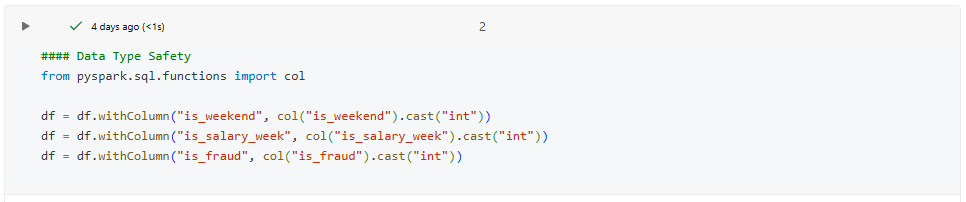 4 days ago (<1s)
2
#### Data Type Safety
from pyspark.sql.functions import col
df = df.withColumn("is_weekend", col("is_weekend").cast("int"))
df = df.withColumn("is_salary_week", col("is_salary_week").cast("int"))
df = df.withColumn("is_fraud", col("is_fraud").cast("int"))